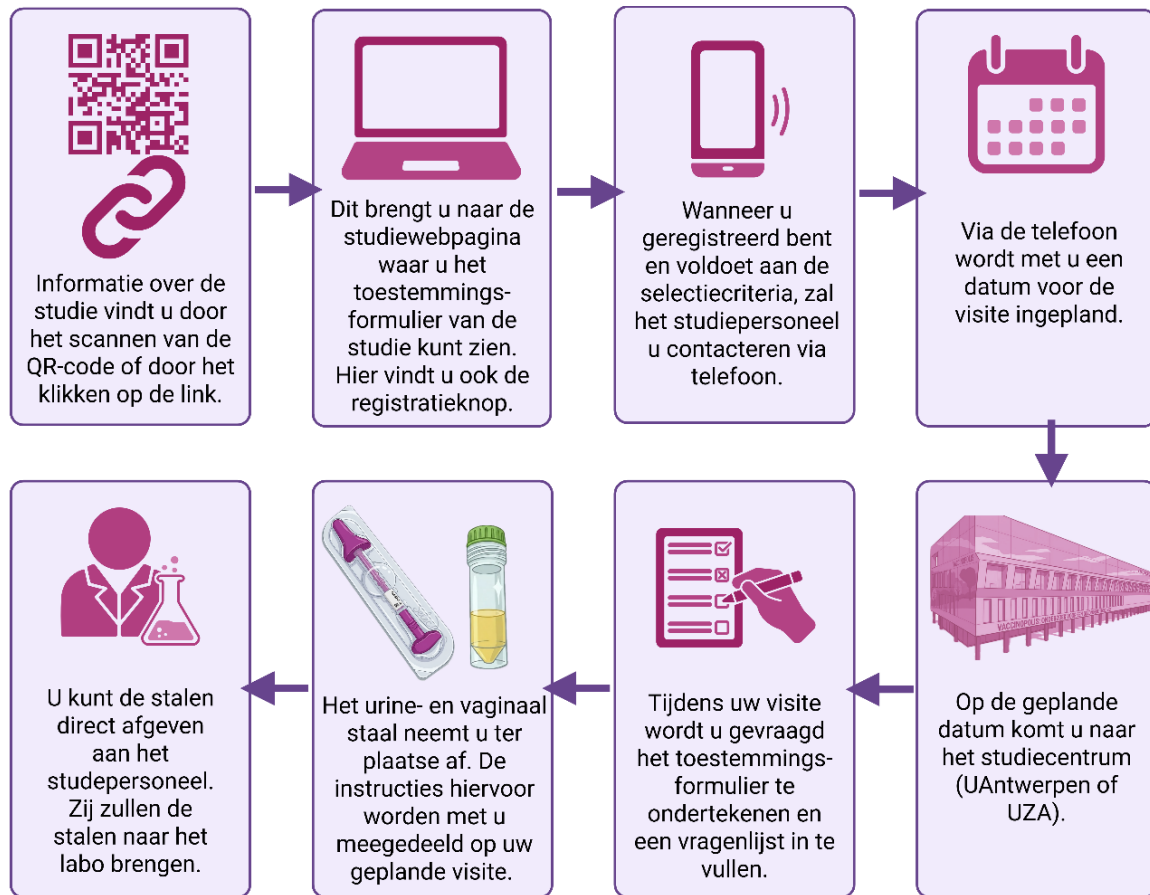 Informatie over de
studie vindt u door
het scannen van de
QR-code of door het
klikken op de link.
Dit brengt u naar de
studiewebpagina
waar u het
toestemmings-
formulier van de
studie kunt zien.
Hier vindt u ook de
registratieknop.
Wanneer u
geregistreerd bent
en voldoet aan de
selectiecriteria, zal
het studiepersoneel
u contacteren via
telefoon.
Via de telefoon
wordt met u een
datum voor de
visite ingepland.
Op de geplande
datum komt u naar
het studiecentrum
(UAntwerpen of
UZA).
Tijdens uw visite
wordt u gevraagd
het toestemmings-
formulier te
ondertekenen en
een vragenlijst in te
vullen.
Het urine- en vaginaal
staal neemt u ter
plaatse af. De
instructies hiervoor
worden met u
meegedeeld op uw
geplande visite.
U kunt de stalen
direct afgeven
aan het
studepersoneel.
Zij zullen de
stalen naar het
labo brengen.